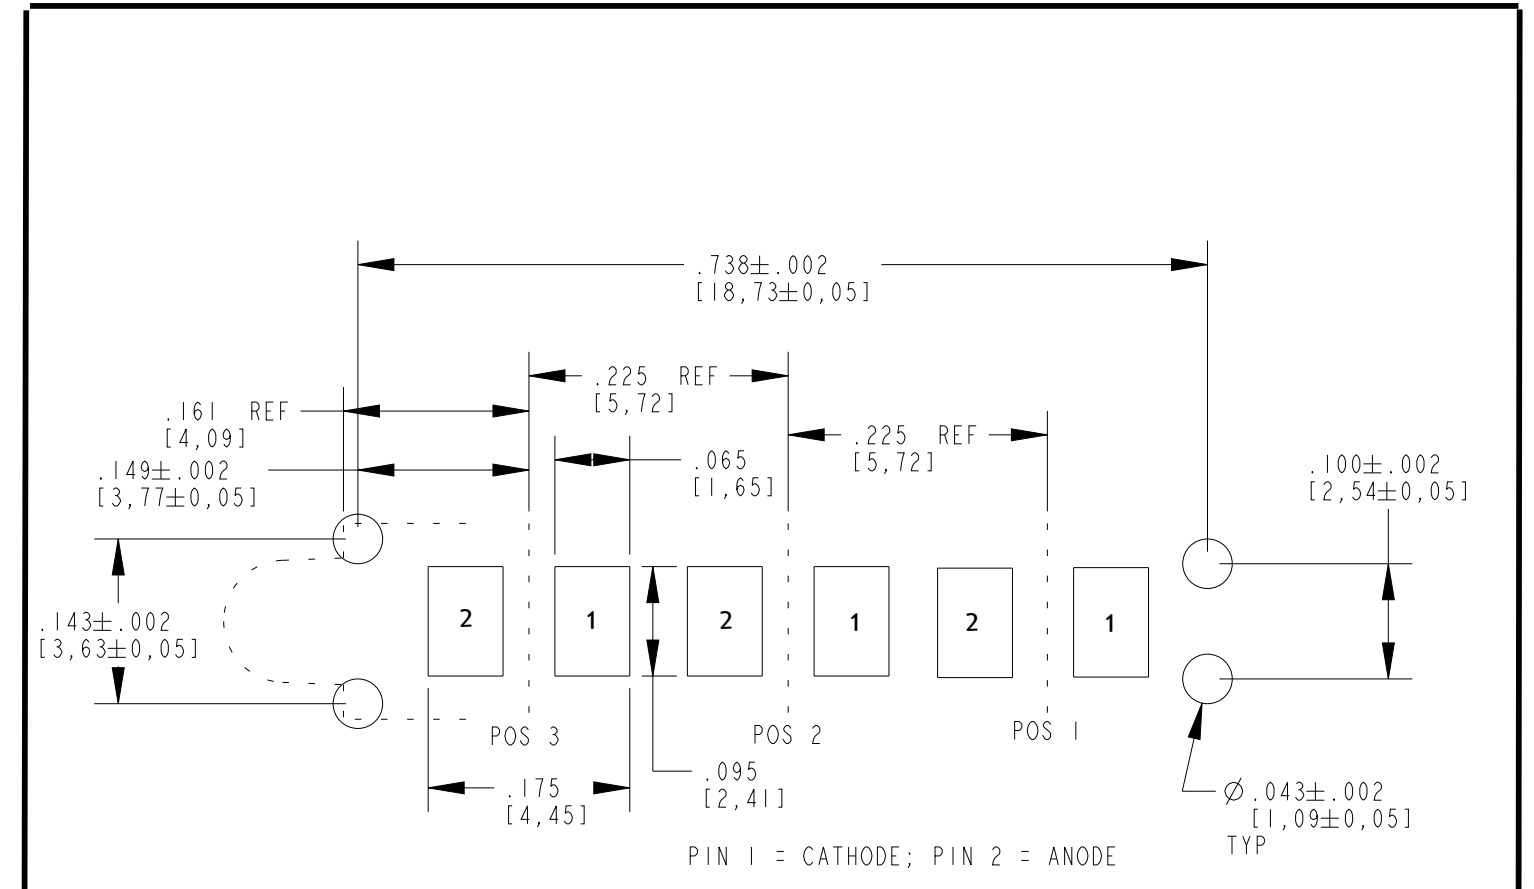 .738±.002
[18,73±0,05]
.225 REF
[5,72]
.161 REF
[4,09]
.225 REF
[5,72]
.149±.002
[3,77±0,05]
.065
[1,65]
.100±.002
[2,54±0,05]
.143±.002
[3,63±0,05]
2 1 2 1 2 1
POS 3 POS 2 POS 1
.175
[4,45]
.095
[2,41]
Ø.043±.002
[1,09±0,05]
TYP
PIN 1 = CATHODE; PIN 2 = ANODE